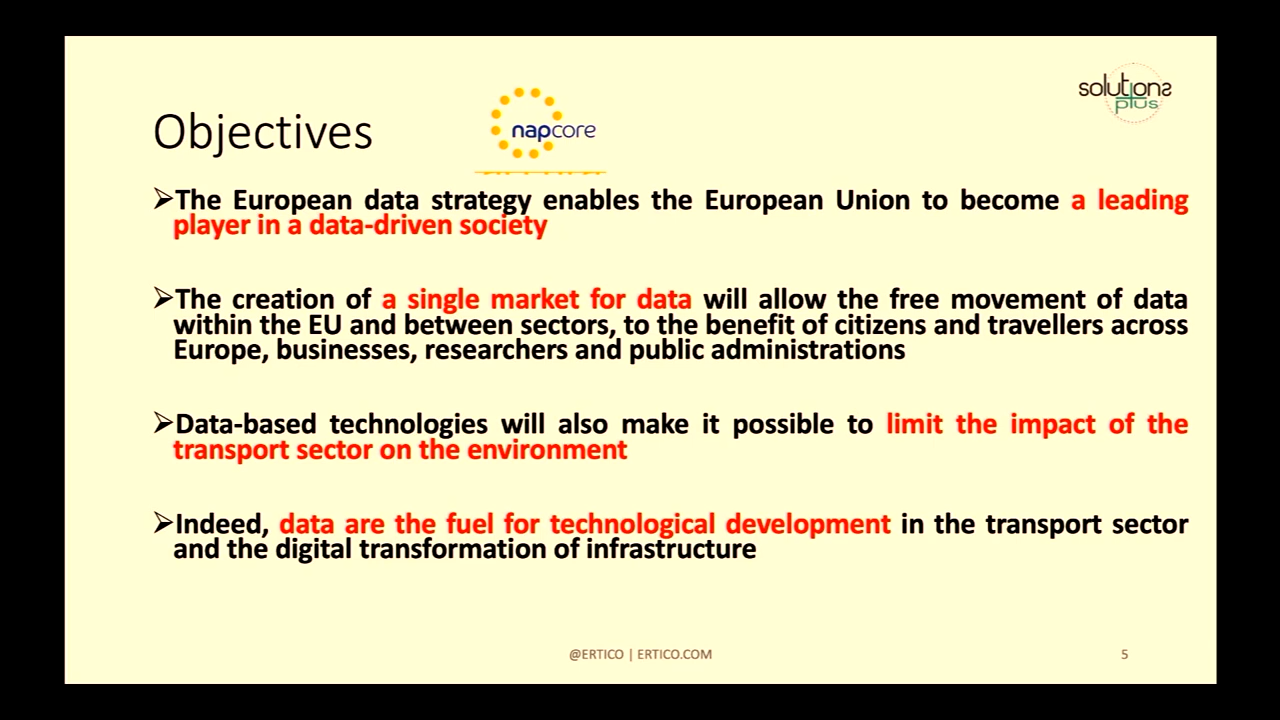 solutions
plus
Objectives
napcore
➢The European data strategy enables the European Union to become a leading
player in a data-driven society
➢The creation of a single market for data will allow the free movement of data
within the EU and between sectors, to the benefit of citizens and travellers across
Europe, businesses, researchers and public administrations
➢Data-based technologies will also make it possible to limit the impact of the
transport sector on the environment
➢Indeed, data are the fuel for technological development in the transport sector
and the digital transformation of infrastructure
@ERTICO | ERTICO.COM
5